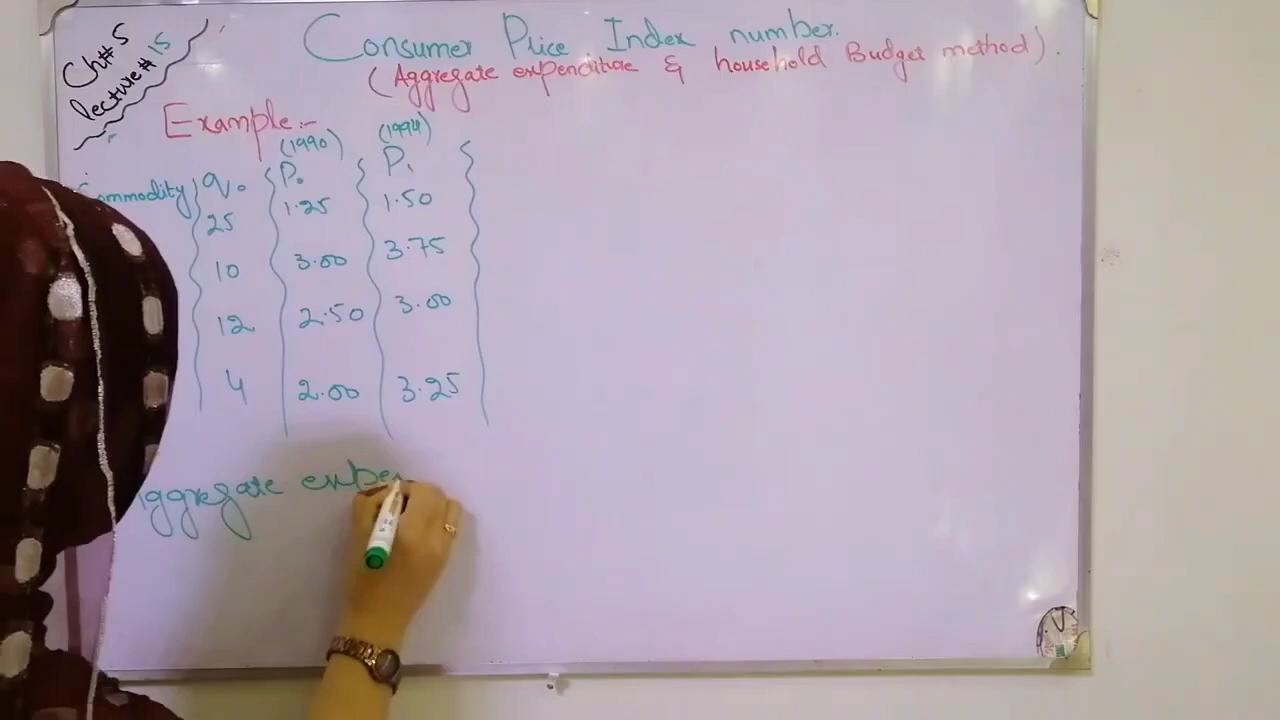 Ch# 5
lecture# 15
Consumer Price Index number.
(Aggregate expenditure & household Budget method).
Example:-
(1990) (1994)
Commodity q₀ P₀ P₁
25 1.25 1.50
10 3.00 3.75
12 2.50 3.00
4 2.00 3.25
Aggregate expen